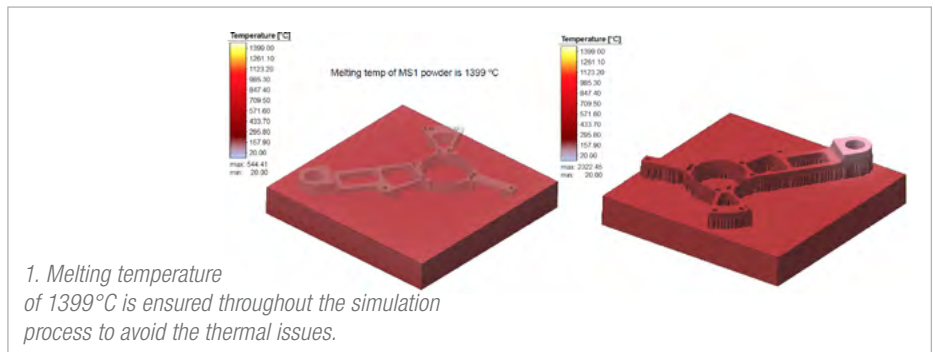 Temperature [°C]
1399.00
1261.10
1123.20
985.30
847.40
709.50
571.60
433.70
295.80
157.90
20.00
max: 544.41
min: 20.00
Melting temp of MS1 powder is 1399 °C
Temperature [°C]
1399.00
1261.10
1123.20
985.30
847.40
709.50
571.60
433.70
295.80
157.90
20.00
max: 2322.45
min: 20.00
1. Melting temperature
of 1399°C is ensured throughout the simulation
process to avoid the thermal issues.